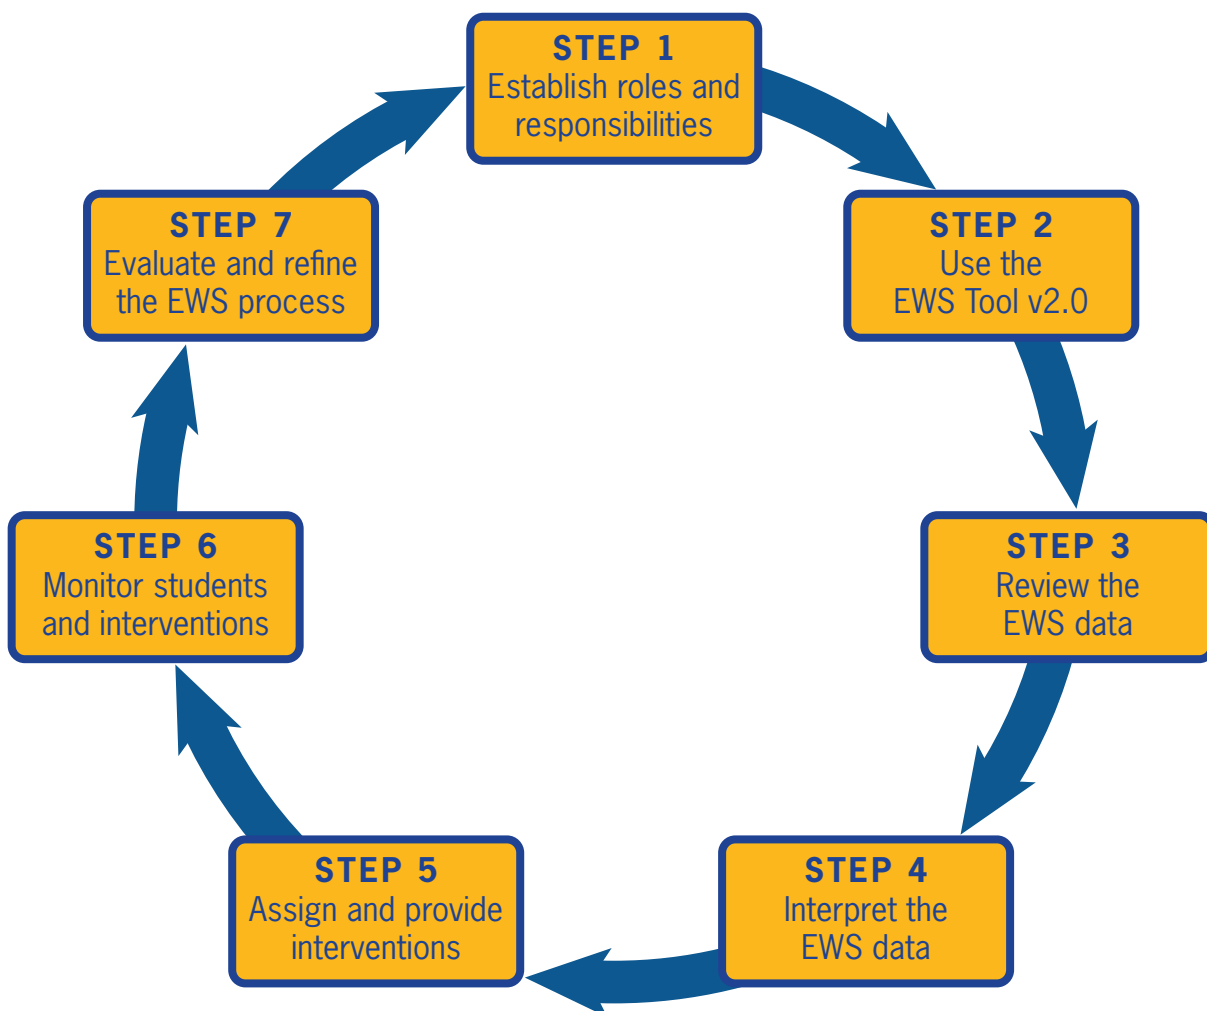 STEP 1
Establish roles and
responsibilities
STEP 2
Use the
EWS Tool v2.0
STEP 3
Review the
EWS data
STEP 4
Interpret the
EWS data
STEP 5
Assign and provide
interventions
STEP 6
Monitor students
and interventions
STEP 7
Evaluate and refine
the EWS process